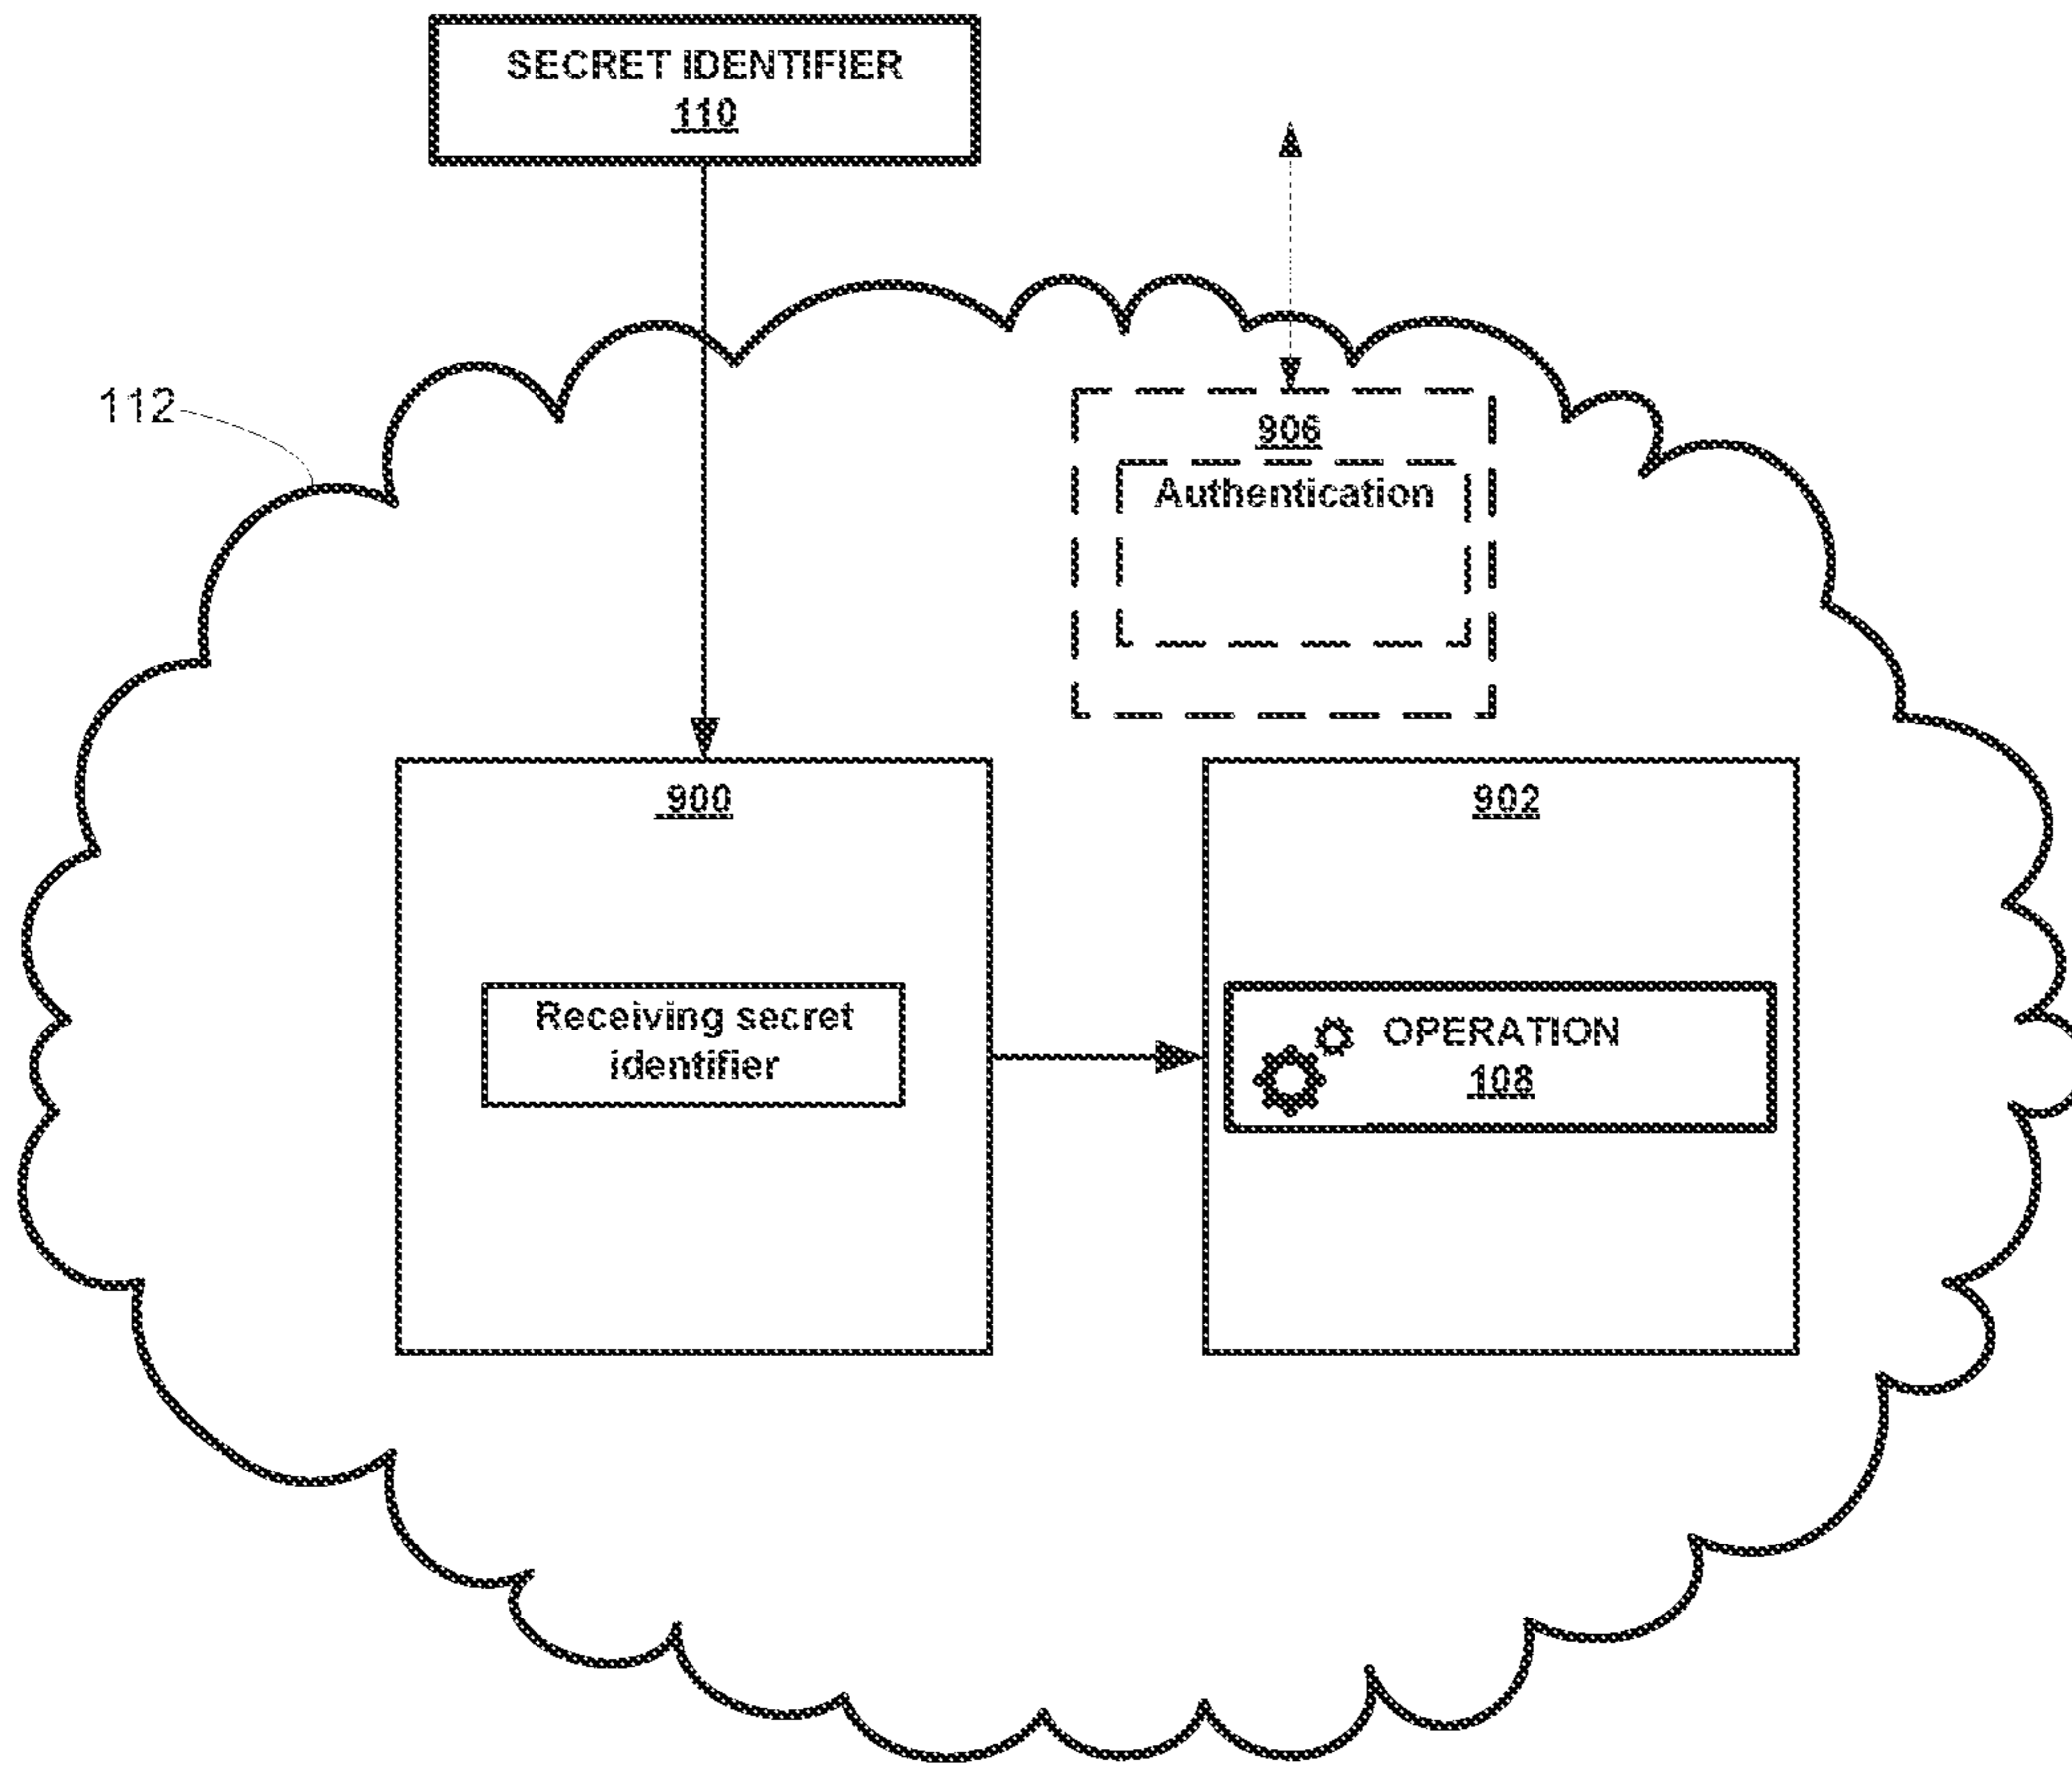 SECRET IDENTIFIER
110
112
906
Authentication
900
902
Receiving secret
identifier
OPERATION
108